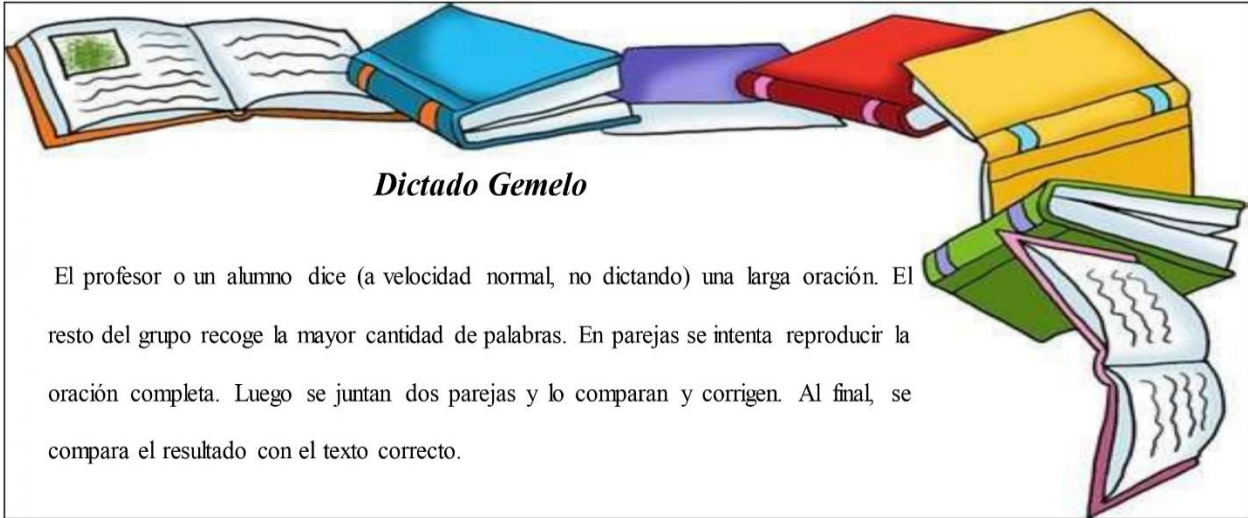 Dictado Gemelo
El profesor o un alumno dice (a velocidad normal, no dictando) una larga oración. El
resto del grupo recoge la mayor cantidad de palabras. En parejas se intenta reproducir la
oración completa. Luego se juntan dos parejas y lo comparan y corrigen. Al final, se
compara el resultado con el texto correcto.